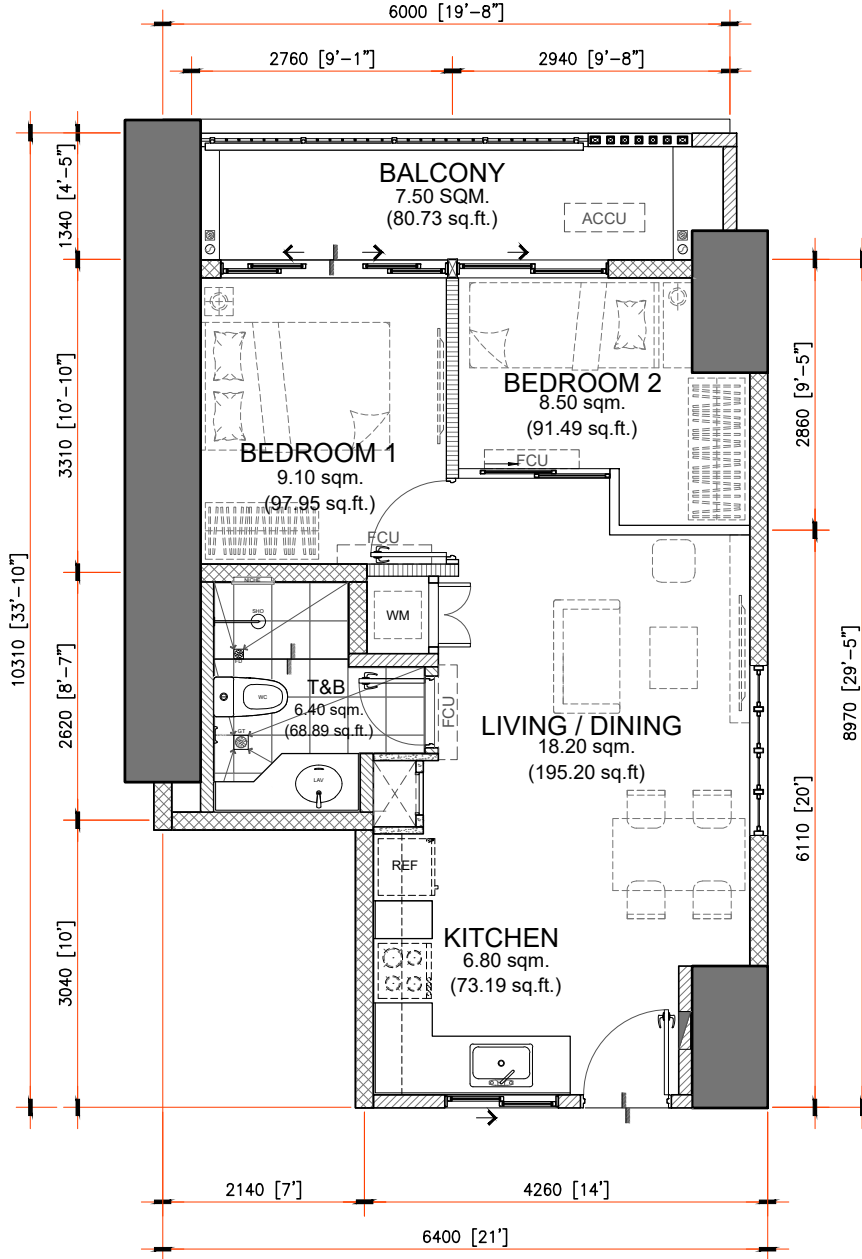 6000 [19'-8"]
2760 [9'-1"]
2940 [9'-8"]
1340 [4'-5"]
BALCONY
7.50 SQM.
(80.73 sq.ft.)
ACCU
3310 [10'-10"]
2860 [9'-5"]
BEDROOM 2
8.50 sqm.
(91.49 sq.ft.)
FCU
BEDROOM 1
9.10 sqm.
(97.95 sq.ft.)
FCU
10310 [33'-10"]
8970 [29'-5"]
NICHE
SHO
WM
2620 [8'-7"]
T&B
6.40 sqm.
(68.89 sq.ft.)
WC
FCU
LIVING / DINING
18.20 sqm.
(195.20 sq.ft)
LAV
6110 [20']
REF
3040 [10']
KITCHEN
6.80 sqm.
(73.19 sq.ft.)
2140 [7']
4260 [14']
6400 [21']